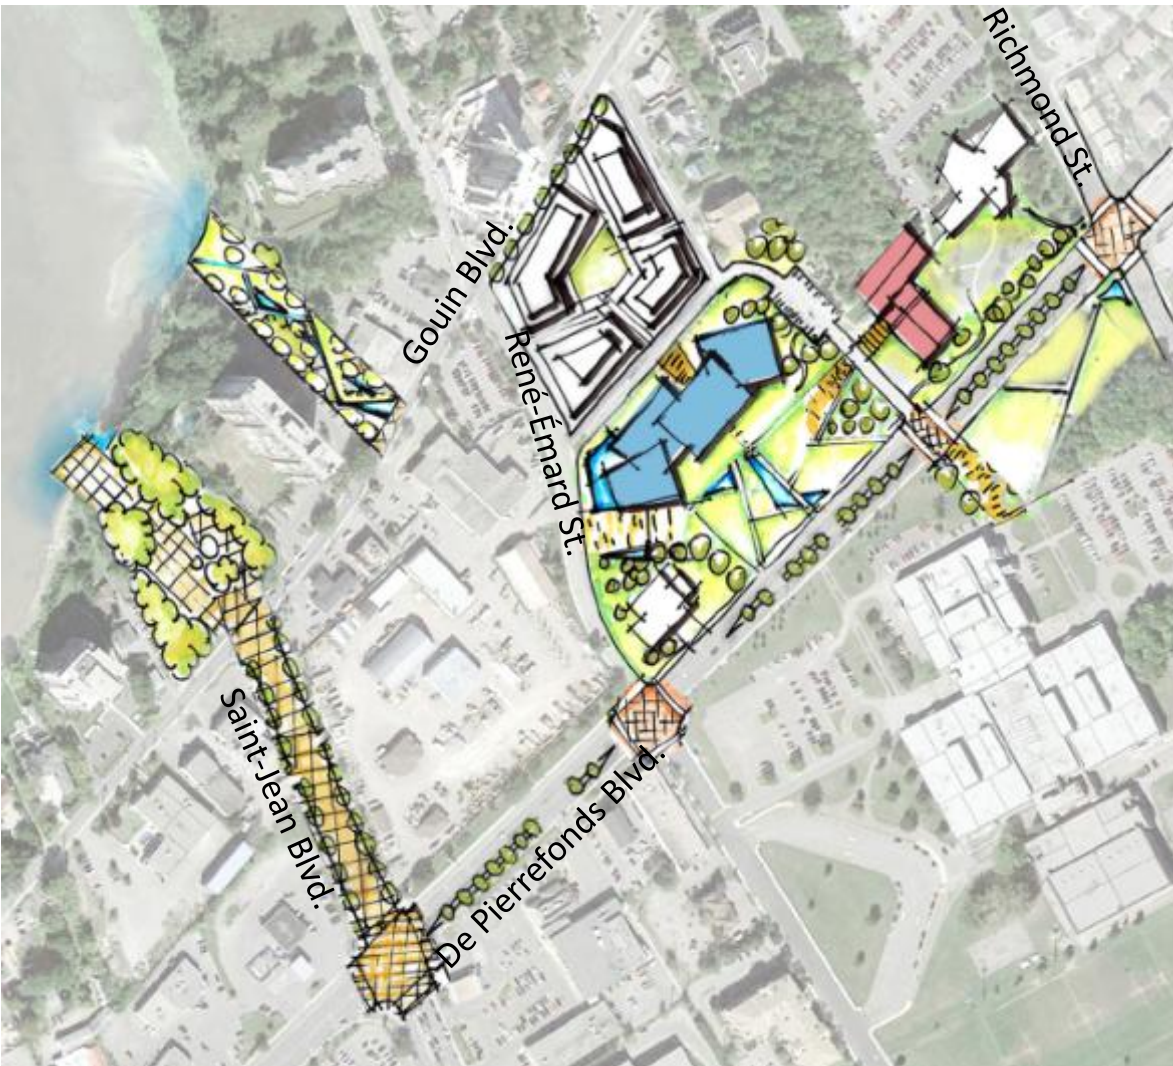 Richmond St.
Gouin Blvd.
René-Émard St.
Saint-Jean Blvd.
De Pierrefonds Blvd.